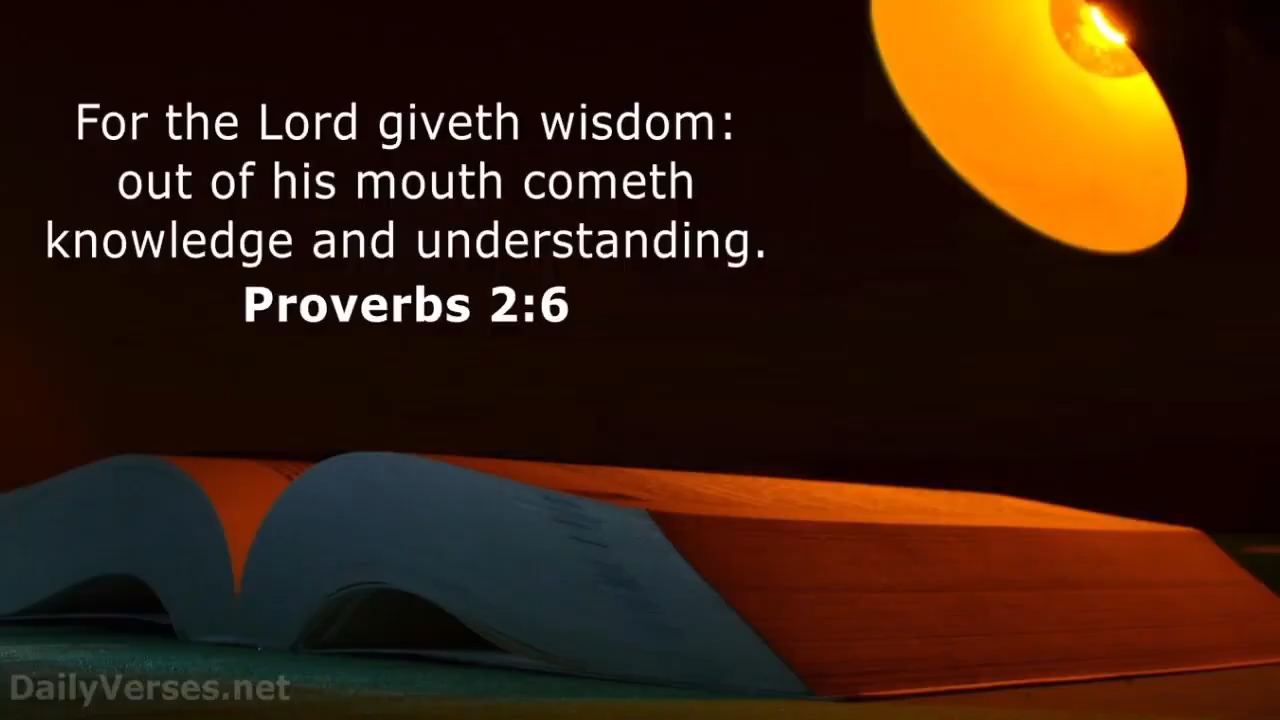 For the Lord giveth wisdom:
out of his mouth cometh
knowledge and understanding.
Proverbs 2:6
DailyVerses.net